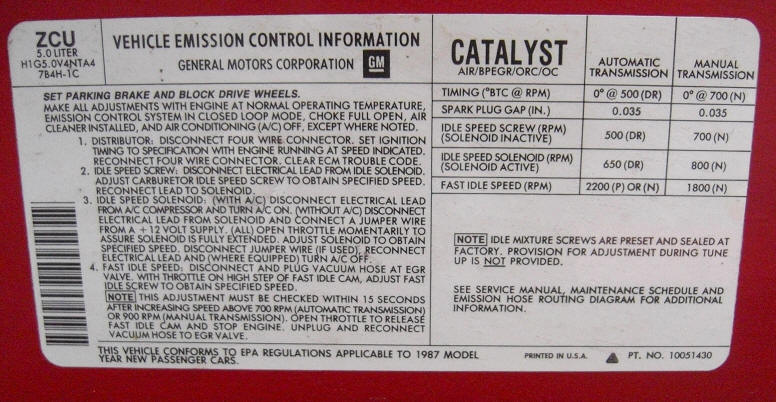 ZCU
5.0 LITER
H1G5.0V4NTA4
7B4H-1C
VEHICLE EMISSION CONTROL INFORMATION
GENERAL MOTORS CORPORATION GM
CATALYST
AIR/BPEGR/ORC/OC
AUTOMATIC TRANSMISSION
MANUAL TRANSMISSION
TIMING (°BTC @ RPM) 0° @ 500 (DR) 0° @ 700 (N)
SPARK PLUG GAP (IN.) 0.035 0.035
IDLE SPEED SCREW (RPM)
(SOLENOID INACTIVE) 500 (DR) 700 (N)
IDLE SPEED SOLENOID (RPM)
(SOLENOID ACTIVE) 650 (DR) 800 (N)
FAST IDLE SPEED (RPM) 2200 (P) OR (N) 1800 (N)
SET PARKING BRAKE AND BLOCK DRIVE WHEELS.
MAKE ALL ADJUSTMENTS WITH ENGINE AT NORMAL OPERATING TEMPERATURE,
EMISSION CONTROL SYSTEM IN CLOSED LOOP MODE, CHOKE FULL OPEN, AIR
CLEANER INSTALLED, AND AIR CONDITIONING (A/C) OFF, EXCEPT WHERE NOTED.
1. DISTRIBUTOR: DISCONNECT FOUR WIRE CONNECTOR. SET IGNITION
TIMING TO SPECIFICATION WITH ENGINE RUNNING AT SPEED INDICATED.
RECONNECT FOUR WIRE CONNECTOR. CLEAR ECM TROUBLE CODE.
2. IDLE SPEED SCREW: DISCONNECT ELECTRICAL LEAD FROM IDLE SOLENOID.
ADJUST CARBURETOR IDLE SPEED SCREW TO OBTAIN SPECIFIED SPEED.
RECONNECT LEAD TO SOLENOID.
3. IDLE SPEED SOLENOID: (WITH A/C) DISCONNECT ELECTRICAL LEAD
FROM A/C COMPRESSOR AND TURN A/C ON. (WITHOUT A/C) DISCONNECT
ELECTRICAL LEAD FROM SOLENOID AND CONNECT A JUMPER WIRE
FROM A +12 VOLT SUPPLY. (ALL) OPEN THROTTLE MOMENTARILY TO
ASSURE SOLENOID IS FULLY EXTENDED. ADJUST SOLENOID TO OBTAIN
SPECIFIED SPEED. DISCONNECT JUMPER WIRE (IF USED), RECONNECT
ELECTRICAL LEAD AND (WHERE EQUIPPED) TURN A/C OFF.
4. FAST IDLE SPEED: DISCONNECT AND PLUG VACUUM HOSE AT EGR
VALVE. WITH THROTTLE ON HIGH STEP OF FAST IDLE CAM, ADJUST FAST
IDLE SCREW TO OBTAIN SPECIFIED SPEED.
NOTE THIS ADJUSTMENT MUST BE CHECKED WITHIN 15 SECONDS
AFTER INCREASING SPEED ABOVE 700 RPM (AUTOMATIC TRANSMISSION)
OR 900 RPM (MANUAL TRANSMISSION). OPEN THROTTLE TO RELEASE
FAST IDLE CAM AND STOP ENGINE. UNPLUG AND RECONNECT
VACUUM HOSE TO EGR VALVE.
NOTE IDLE MIXTURE SCREWS ARE PRESET AND SEALED AT
FACTORY. PROVISION FOR ADJUSTMENT DURING TUNE
UP IS NOT PROVIDED.
SEE SERVICE MANUAL, MAINTENANCE SCHEDULE AND
EMISSION HOSE ROUTING DIAGRAM FOR ADDITIONAL
INFORMATION.
THIS VEHICLE CONFORMS TO EPA REGULATIONS APPLICABLE TO 1987 MODEL
YEAR NEW PASSENGER CARS.
PRINTED IN U.S.A. PT. NO. 10051430